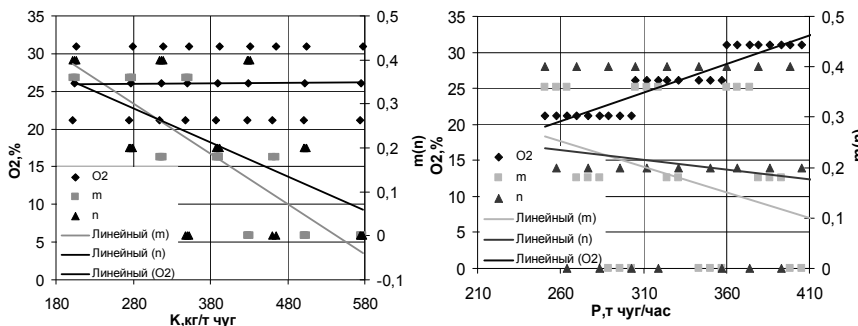 35
30
25
20
15
10
5
0
O2,%
0,5
0,4
0,3
0,2
0,1
0
-0,1
m(n)
O2
m
n
Линейный (m)
Линейный (n)
Линейный (O2)
180 280 380 480 580
K,кг/т чуг
35
30
25
20
15
10
5
0
O2,%
0,5
0,4
0,3
0,2
0,1
0
m(n)
O2
m
n
Линейный (m)
Линейный (n)
Линейный (O2)
210 260 310 360 410
P,т чуг/час